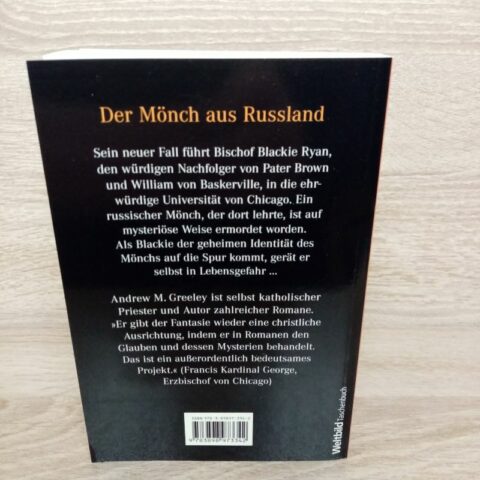 Der Mönch aus Russland
Sein neuer Fall führt Bischof Blackie Ryan,
den würdigen Nachfolger von Pater Brown
und William von Baskerville, in die ehr-
würdige Universität von Chicago. Ein
russischer Mönch, der dort lehrte, ist auf
mysteriöse Weise ermordet worden.
Als Blackie der geheimen Identität des
Mönchs auf die Spur kommt, gerät er
selbst in Lebensgefahr ...
Andrew M. Greeley ist selbst katholischer
Priester und Autor zahlreicher Romane.
»Er gibt der Fantasie wieder eine christliche
Ausrichtung, indem er in Romanen den
Glauben und dessen Mysterien behandelt.
Das ist ein außerordentlich bedeutsames
Projekt.« (Francis Kardinal George,
Erzbischof von Chicago)
9 783898 973342
Weltbild Taschenbuch